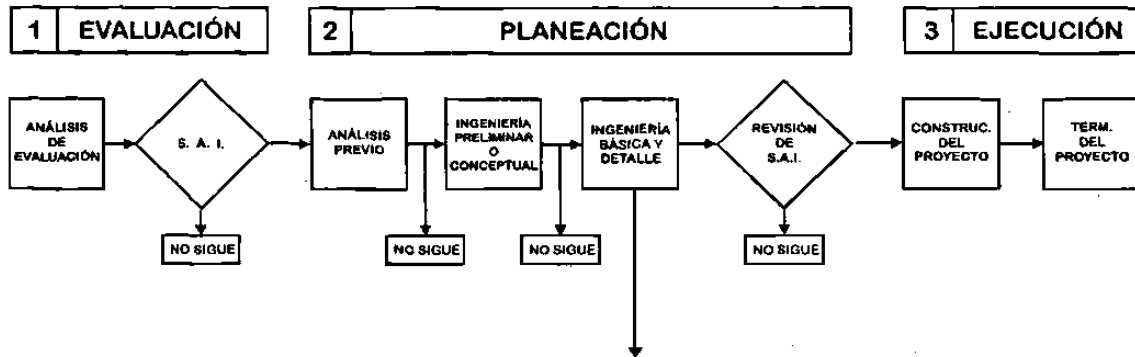 1 EVALUACIÓN
2 PLANEACIÓN
3 EJECUCIÓN
ANÁLISIS
DE
EVALUACIÓN
S. A. I.
NO SIGUE
ANÁLISIS
PREVIO
NO SIGUE
INGENIERÍA
PRELIMINAR
O
CONCEPTUAL
NO SIGUE
INGENIERÍA
BÁSICA Y
DETALLE
REVISIÓN
DE
S.A.I.
NO SIGUE
CONSTRUC.
DEL
PROYECTO
TERM.
DEL
PROYECTO